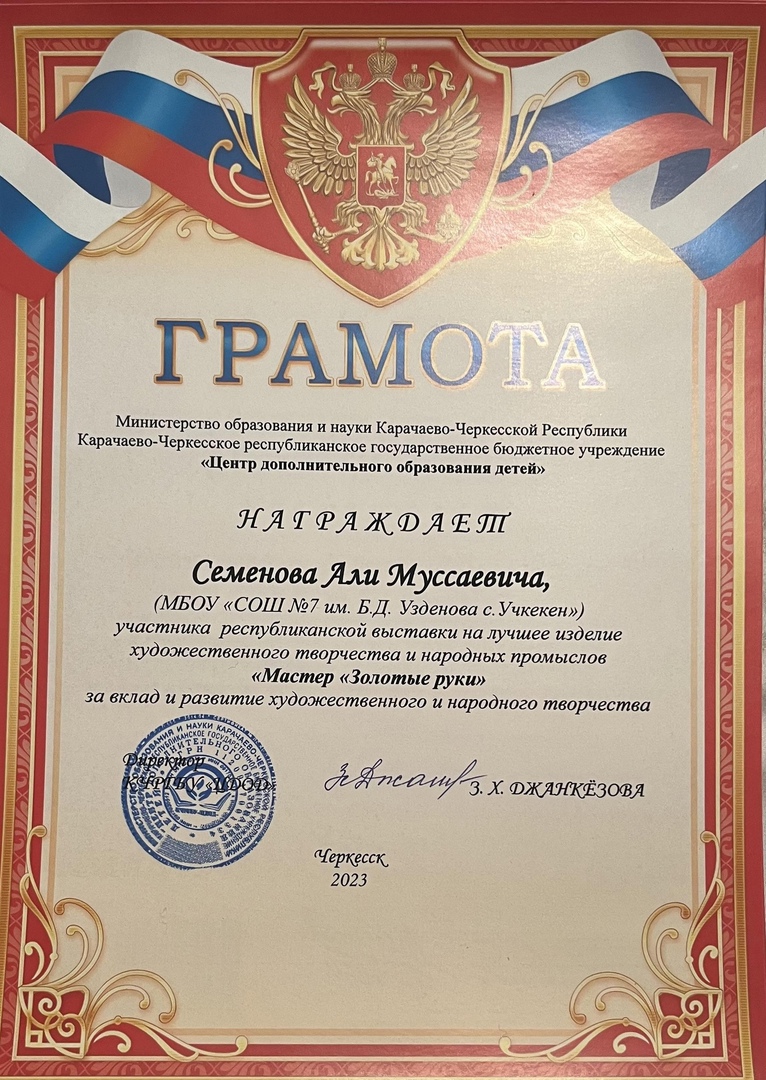 ГРАМОТА
Министерство образования и науки Карачаево-Черкесской Республики
Карачаево-Черкесское республиканское государственное бюджетное учреждение
«Центр дополнительного образования детей»
НАГРАЖДАЕТ
Семенова Али Муссаевича,
(МБОУ «СОШ №7 им. Б.Д. Узденова с.Учкекен»)
участника республиканской выставки на лучшее изделие
художественного творчества и народных промыслов
«Мастер «Золотые руки»
за вклад и развитие художественного и народного творчества
Директор
КЧРГБУ «ЦДОД»
З. Х. ДЖАНКЁЗОВА
Черкесск
2023